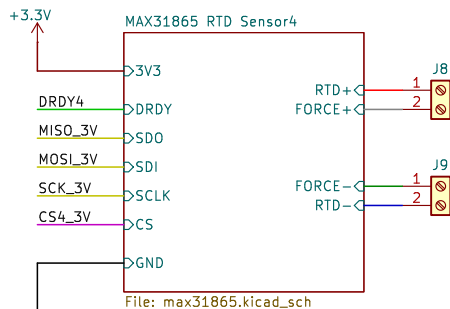 +3.3V
MAX31865 RTD Sensor4
3V3
DRDY4
DRDY
MISO_3V
SDO
MOSI_3V
SDI
SCK_3V
SCLK
CS4_3V
CS
GND
RTD+
FORCE+
FORCE-
RTD-
J8
1
2
J9
1
2
File: max31865.kicad_sch